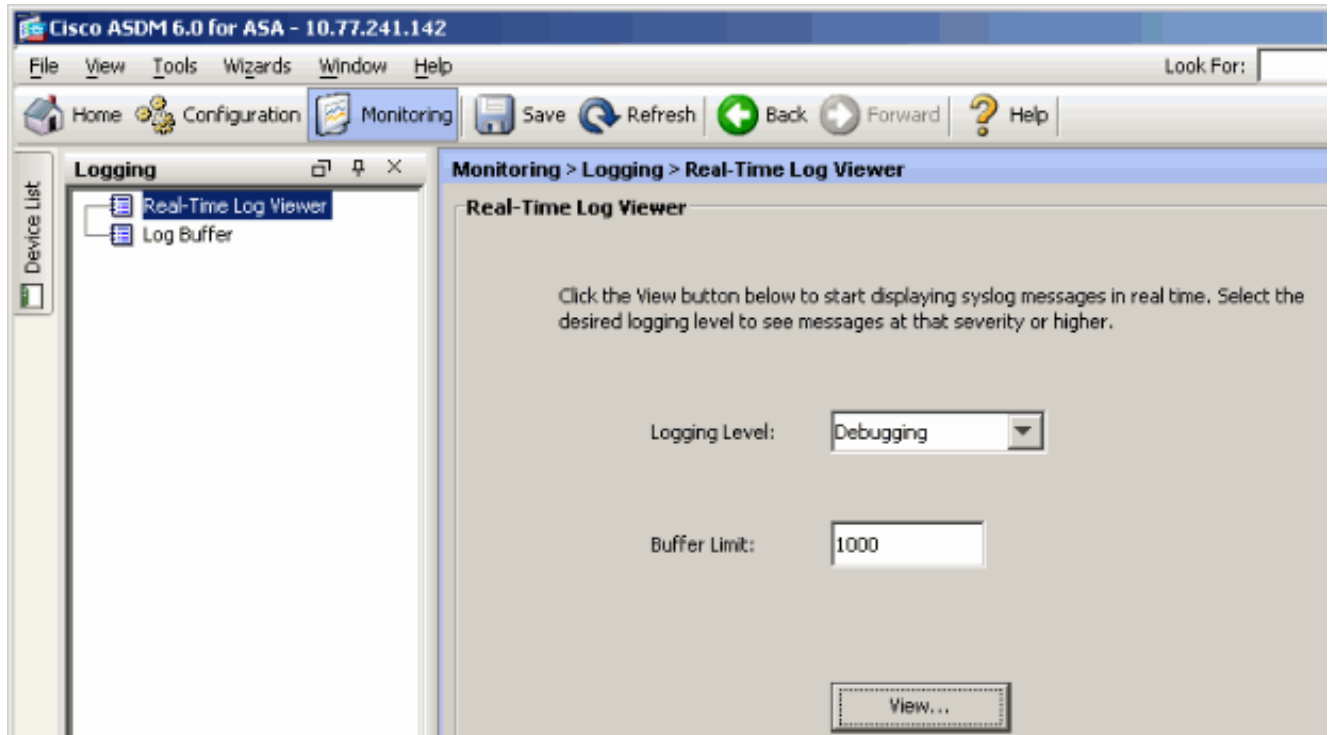 Cisco ASDM 6.0 for ASA - 10.77.241.142
File View Tools Wizards Window Help Look For:
Home Configuration Monitoring Save Refresh Back Forward Help
Device List
Logging
Real-Time Log Viewer
Log Buffer
Monitoring > Logging > Real-Time Log Viewer
Real-Time Log Viewer
Click the View button below to start displaying syslog messages in real time. Select the
desired logging level to see messages at that severity or higher.
Logging Level: Debugging
Buffer Limit: 1000
View...